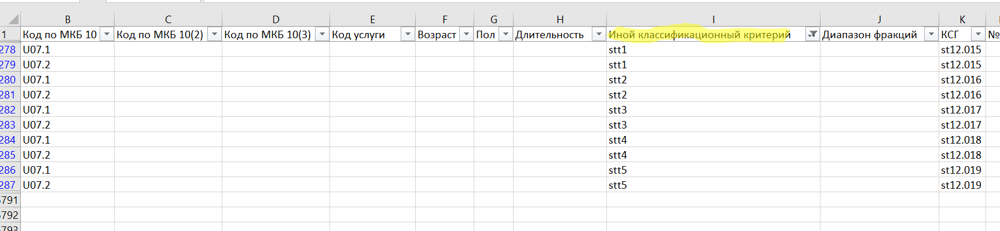 B C D E F G H I J K
1 Код по МКБ 10 Код по МКБ 10(2) Код по МКБ 10(3) Код услуги Возраст Пол Длительность Иной классификационный критерий Диапазон фракций КСГ №
278 U07.1 stt1 st12.015
279 U07.2 stt1 st12.015
280 U07.1 stt2 st12.016
281 U07.2 stt2 st12.016
282 U07.1 stt3 st12.017
283 U07.2 stt3 st12.017
284 U07.1 stt4 st12.018
285 U07.2 stt4 st12.018
286 U07.1 stt5 st12.019
287 U07.2 stt5 st12.019
5791
5792
5793